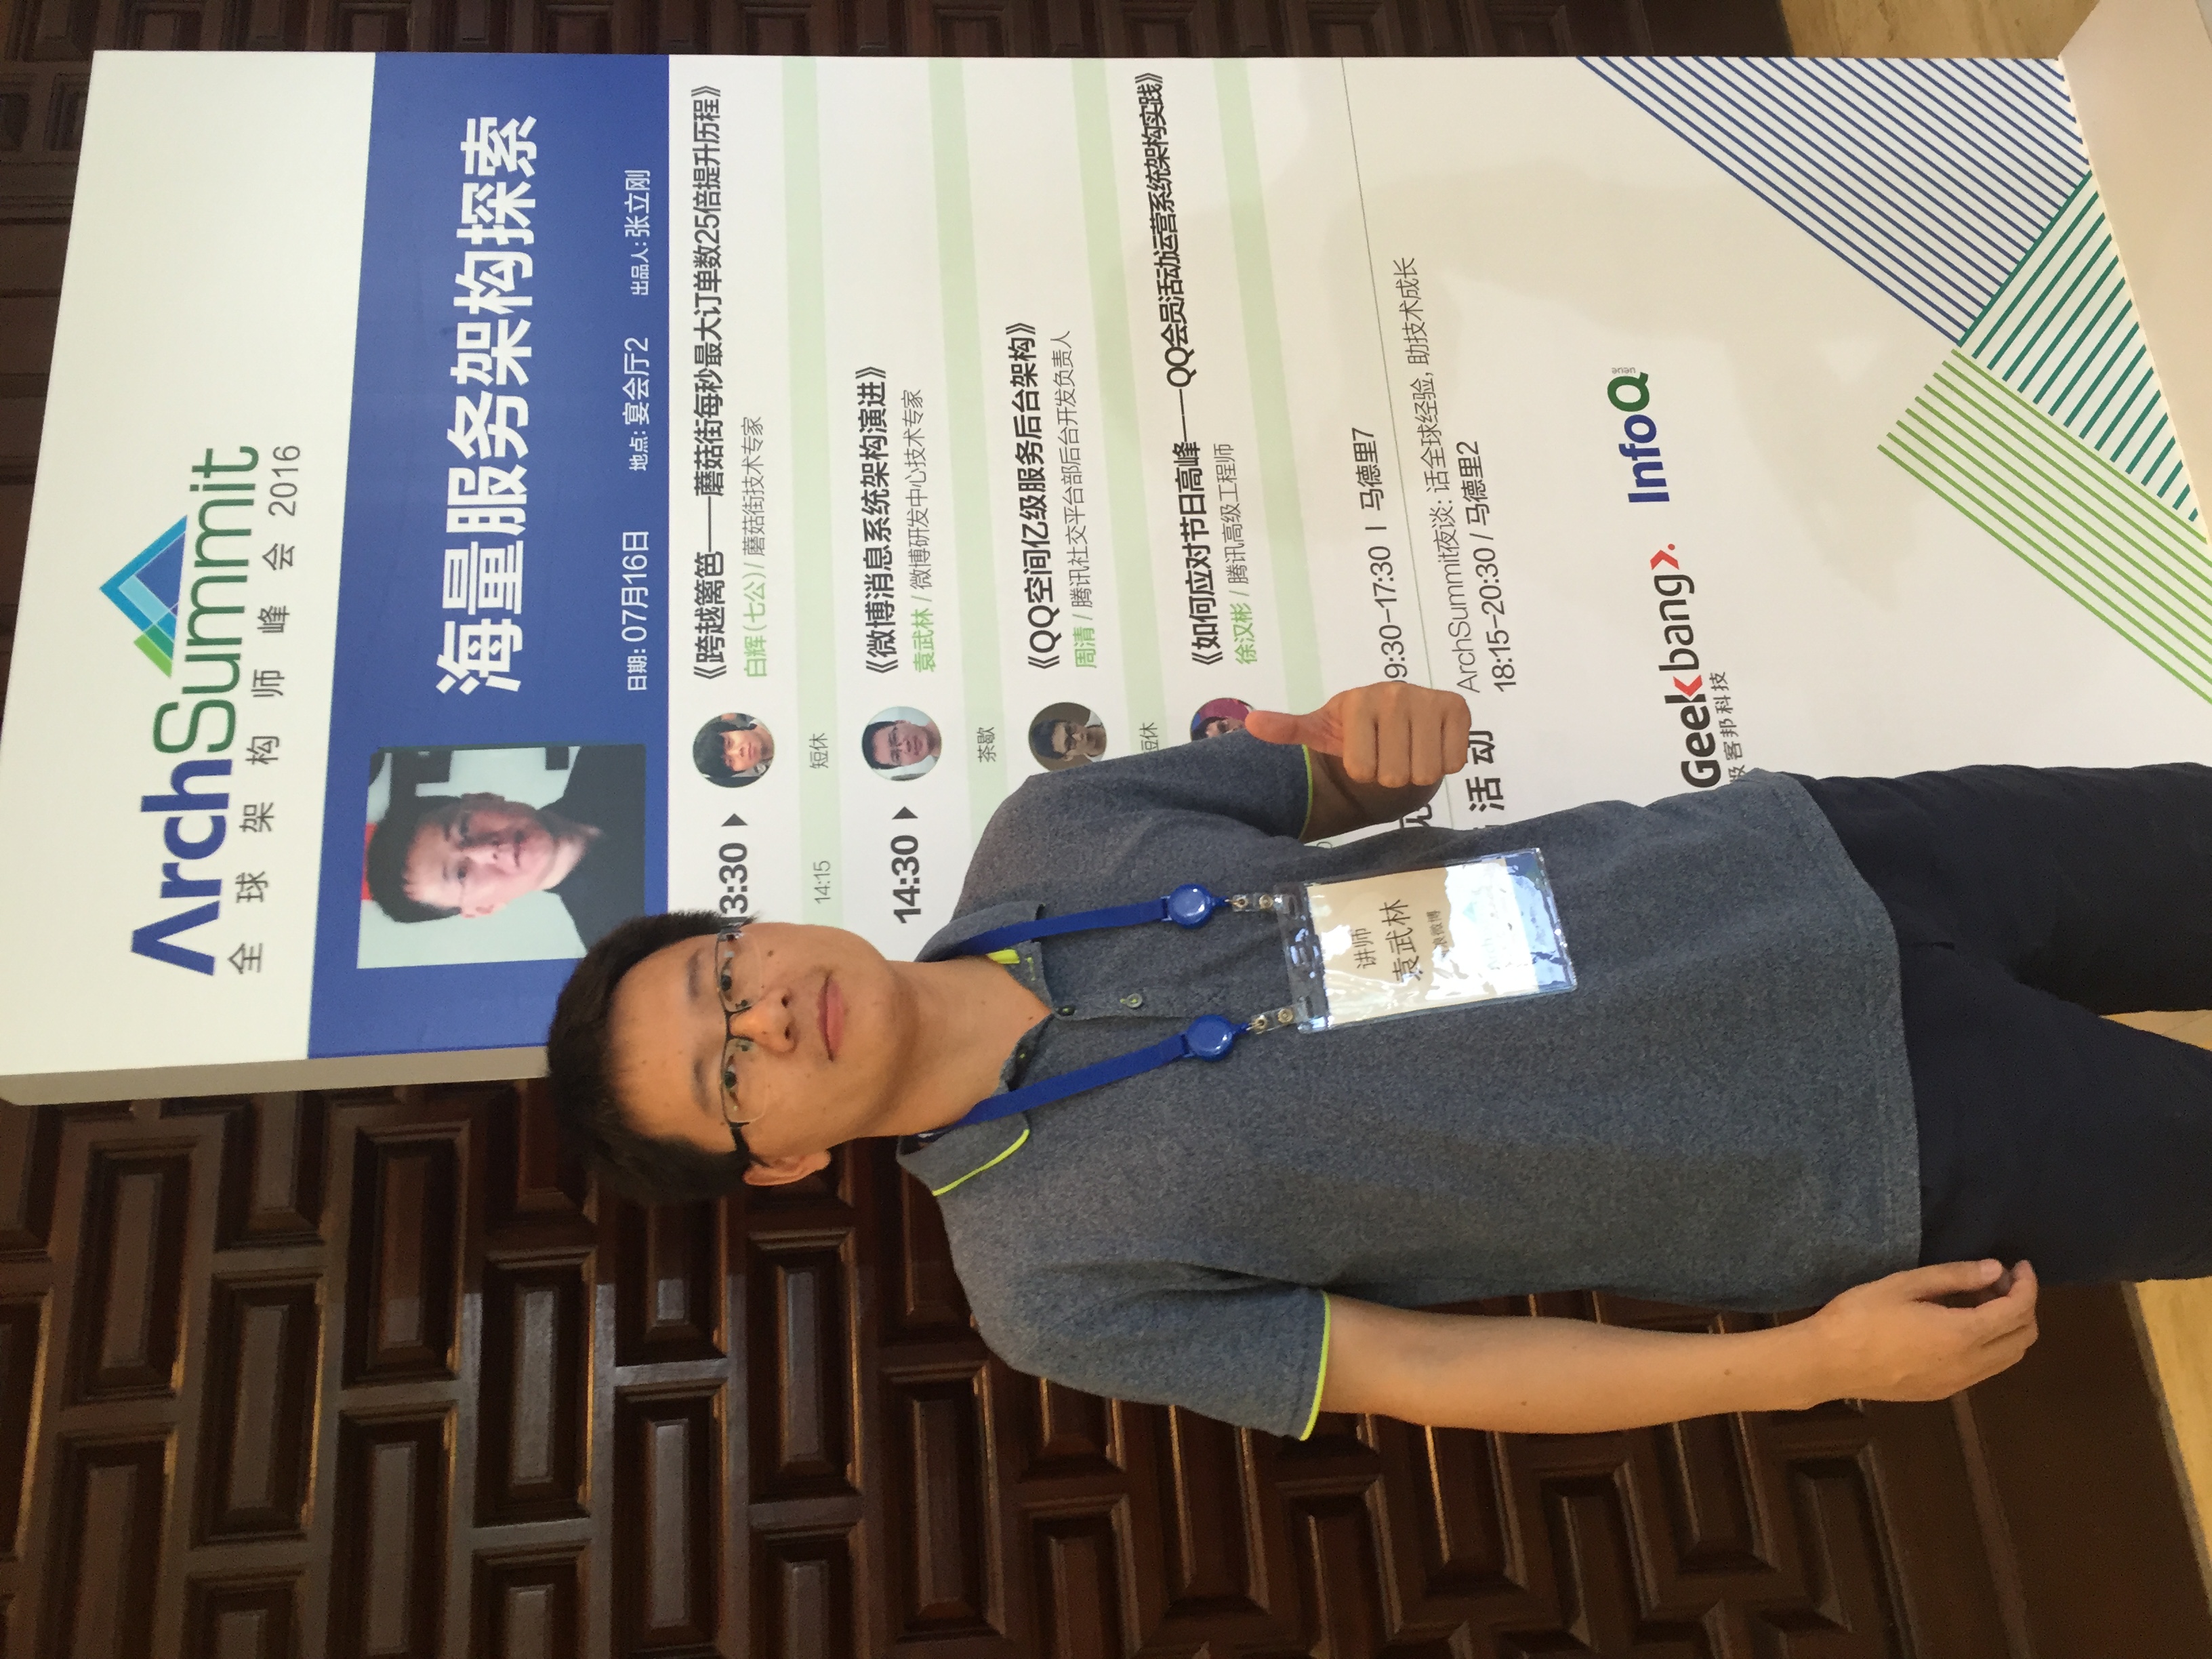 ArchSummit
全球架构师峰会 2016
海量服务架构探索
日期: 07月16日 地点: 宴会厅2 出品人: 张立刚
3:30
《跨越篱笆——蘑菇街每秒最大订单数25倍提升历程》
白辉(七公) / 蘑菇街技术专家
14:15 短休
14:30
《微博消息系统架构演进》
袁武林 / 微博研发中心技术专家
茶歇
《QQ空间亿级服务后台架构》
周清 / 腾讯社交平台部后台开发负责人
短休
《如何应对节日高峰——QQ会员活动运营系统架构实践》
徐汉彬 / 腾讯高级工程师
9:30-17:30 | 马德里7
ArchSummit夜谈: 话全球经验, 助技术成长
活动
18:15-20:30 / 马德里2
Geekbang
极客邦科技
InfoQ
ueue
讲师
袁武林
浪微博